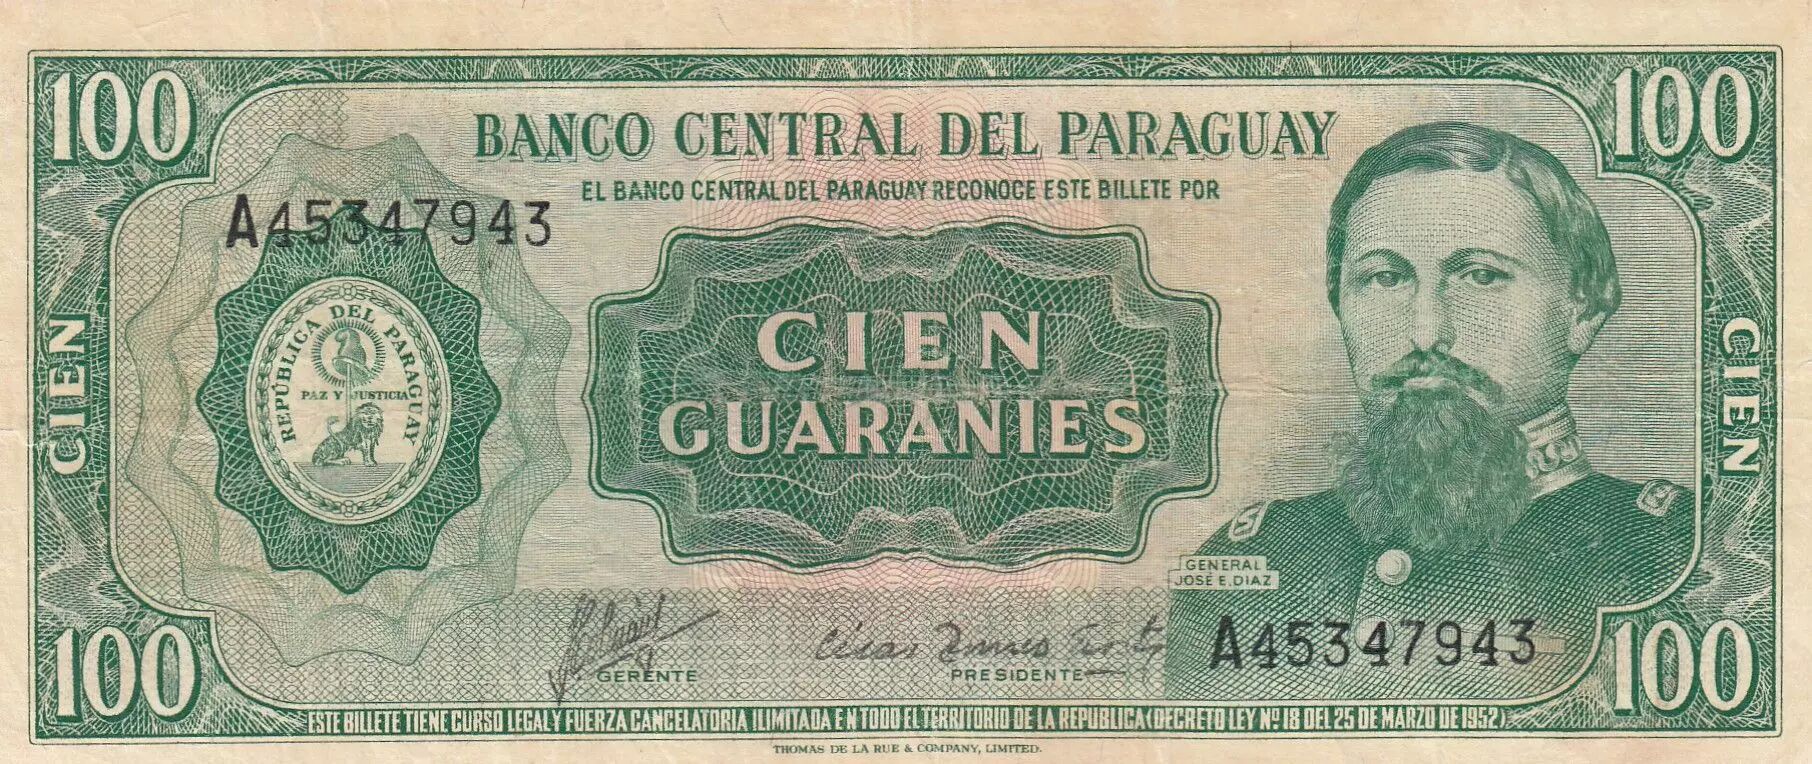 100
100
BANCO CENTRAL DEL PARAGUAY
EL BANCO CENTRAL DEL PARAGUAY RECONOCE ESTE BILLETE POR
A45347943
REPÚBLICA DEL PARAGUAY
PAZ Y JUSTICIA
CIEN
CIEN
GUARANIES
CIEN
GENERAL
JOSE E. DIAZ
A45347943
GERENTE
PRESIDENTE
100
100
ESTE BILLETE TIENE CURSO LEGAL Y FUERZA CANCELATORIA ILIMITADA EN TODO EL TERRITORIO DE LA REPUBLICA (DECRETO LEY Nº 18 DEL 25 DE MARZO DE 1952)
THOMAS DE LA RUE & COMPANY, LIMITED.